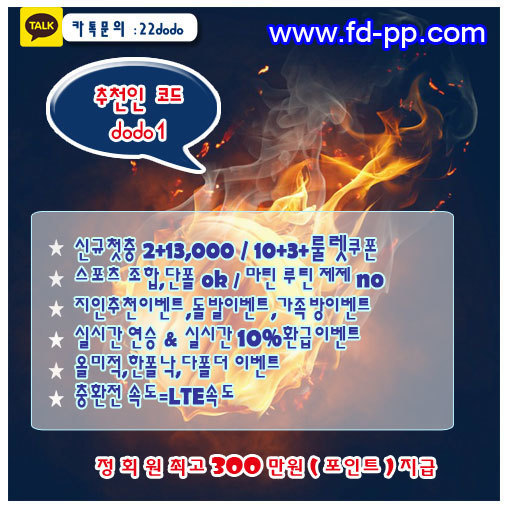 TALK
카톡문의 :22dodo
www.fd-pp.com
추천인 코드
dodo1
★ 신규첫충 2+13,000 / 10+3+룰렛쿠폰
★ 스포츠 조합,단폴 ok / 마틴 루틴 제제 no
★ 지인추천이벤트,돌발이벤트,가족방이벤트
★ 실시간 연승 & 실시간 10%환급이벤트
★ 올미적,한폴낙,다폴더 이벤트
★ 충환전 속도=LTE속도
정 회 원 최고 300 만원 ( 포인트 ) 지급